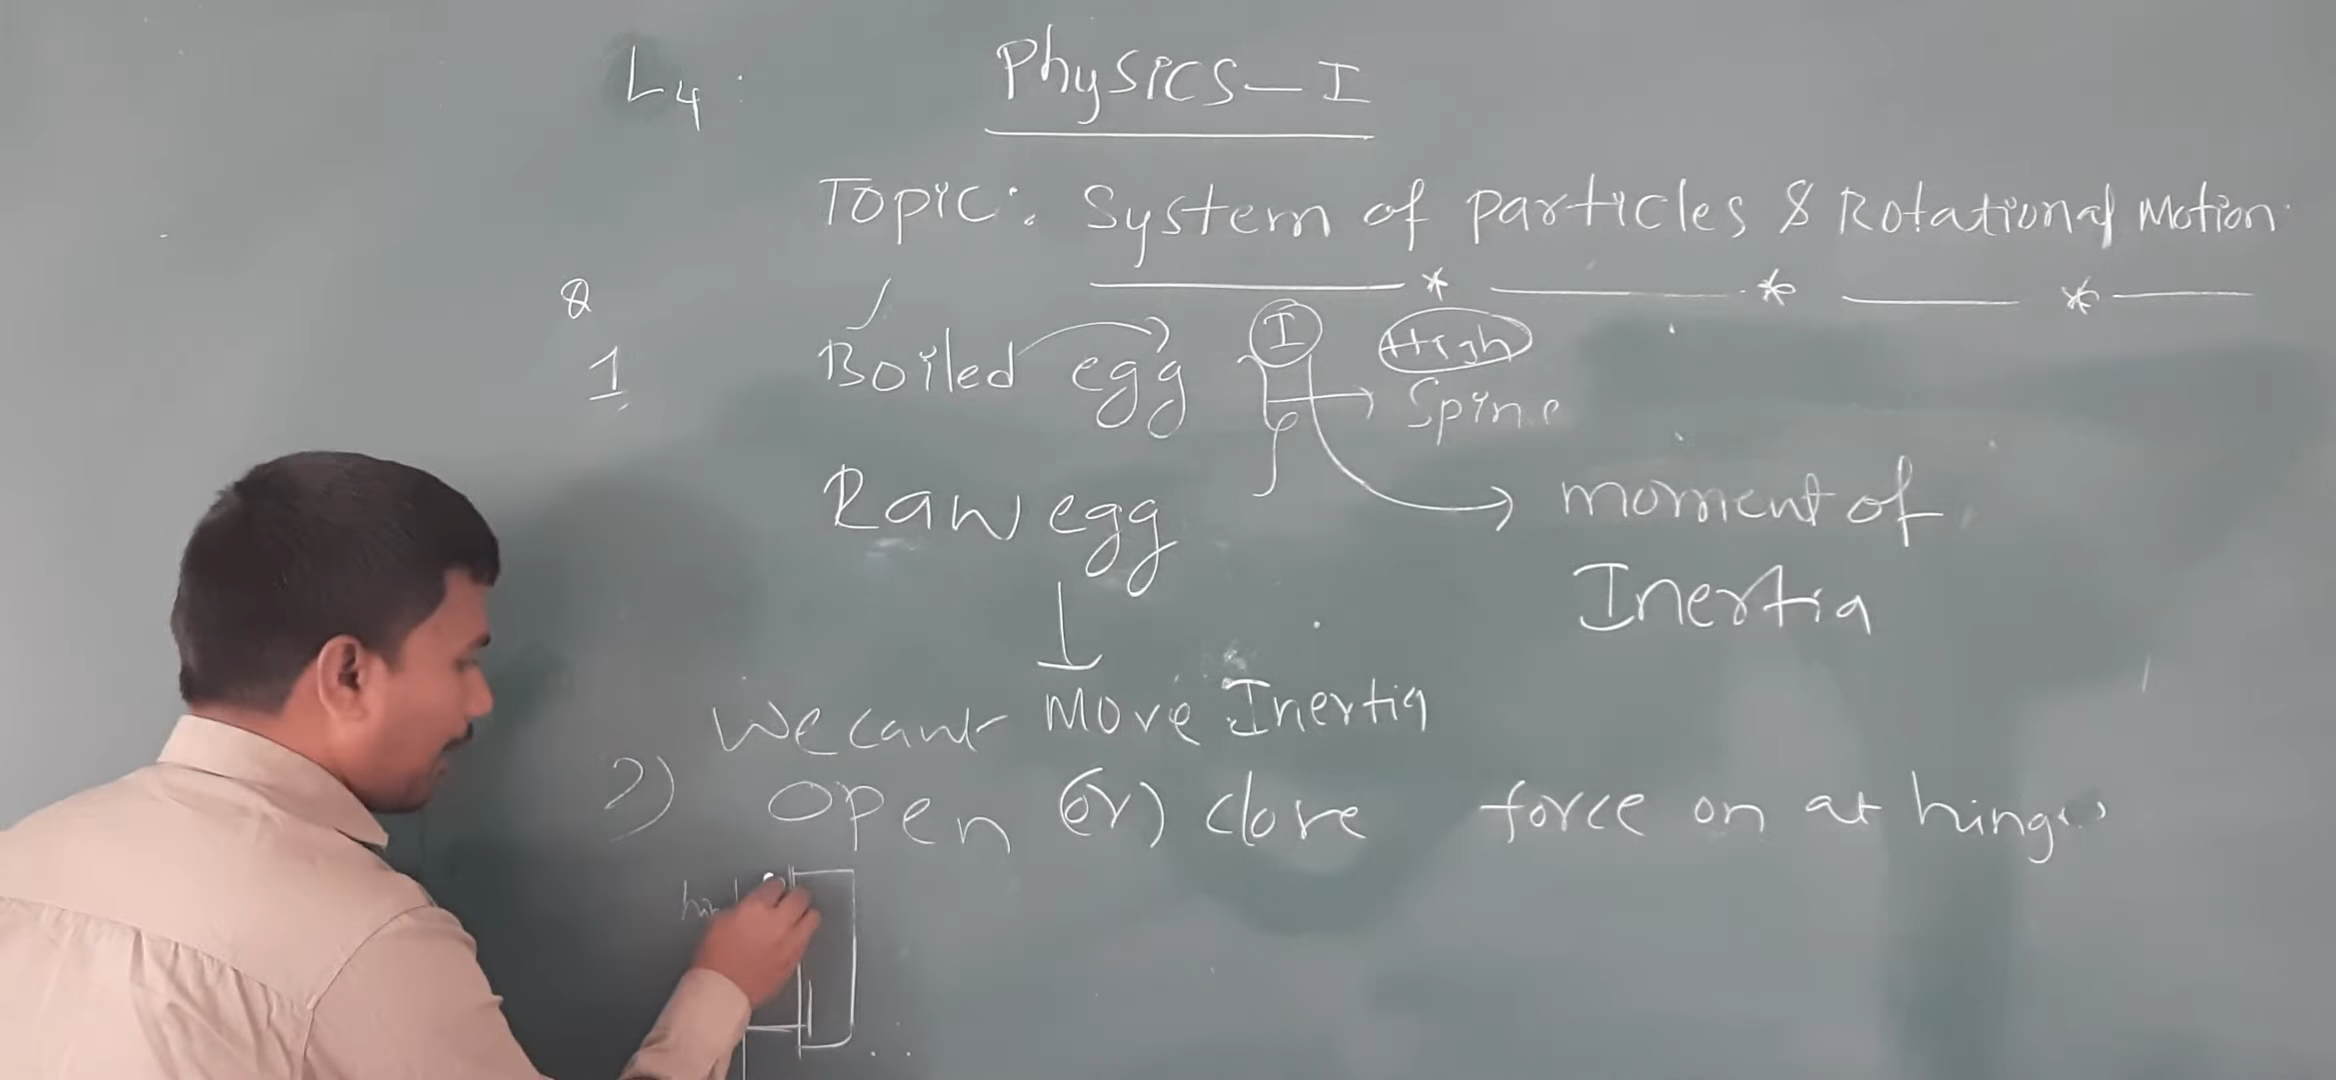 L4: Physics-I
Topic: System of particles & Rotational Motion.
Q
1 Boiled egg I High
Spine
Raw egg moment of
Inertia
We cant Move Inertia
2) open (or) close force on at hinges